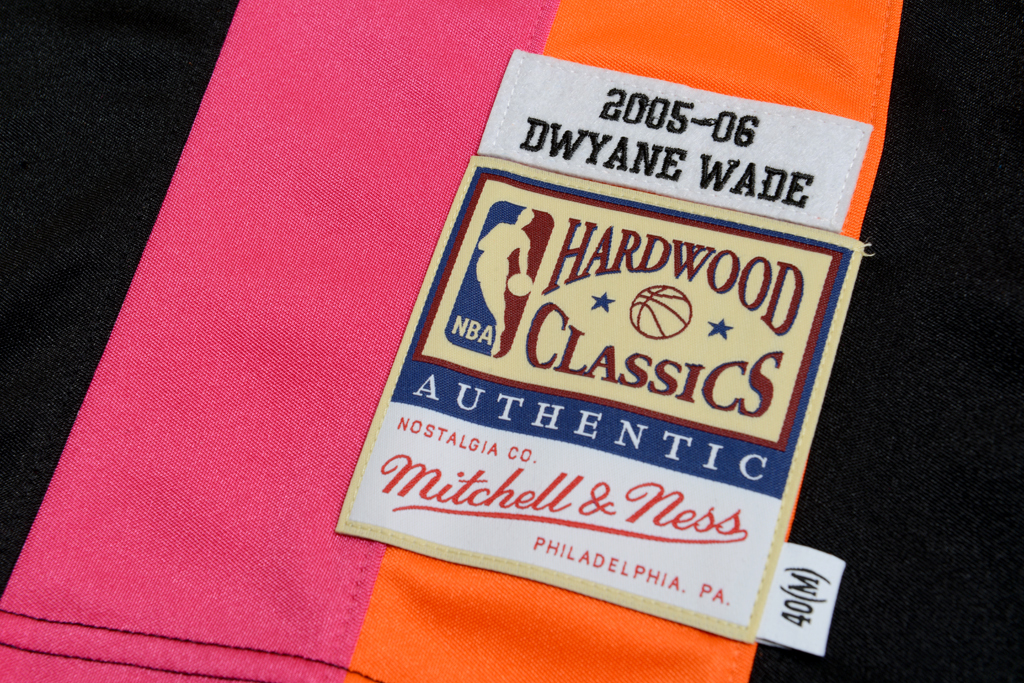 2005-06
DWYANE WADE
HARDWOOD
NBA
CLASSICS
AUTHENTIC
NOSTALGIA CO.
Mitchell & Ness
PHILADELPHIA, PA.
40(M)